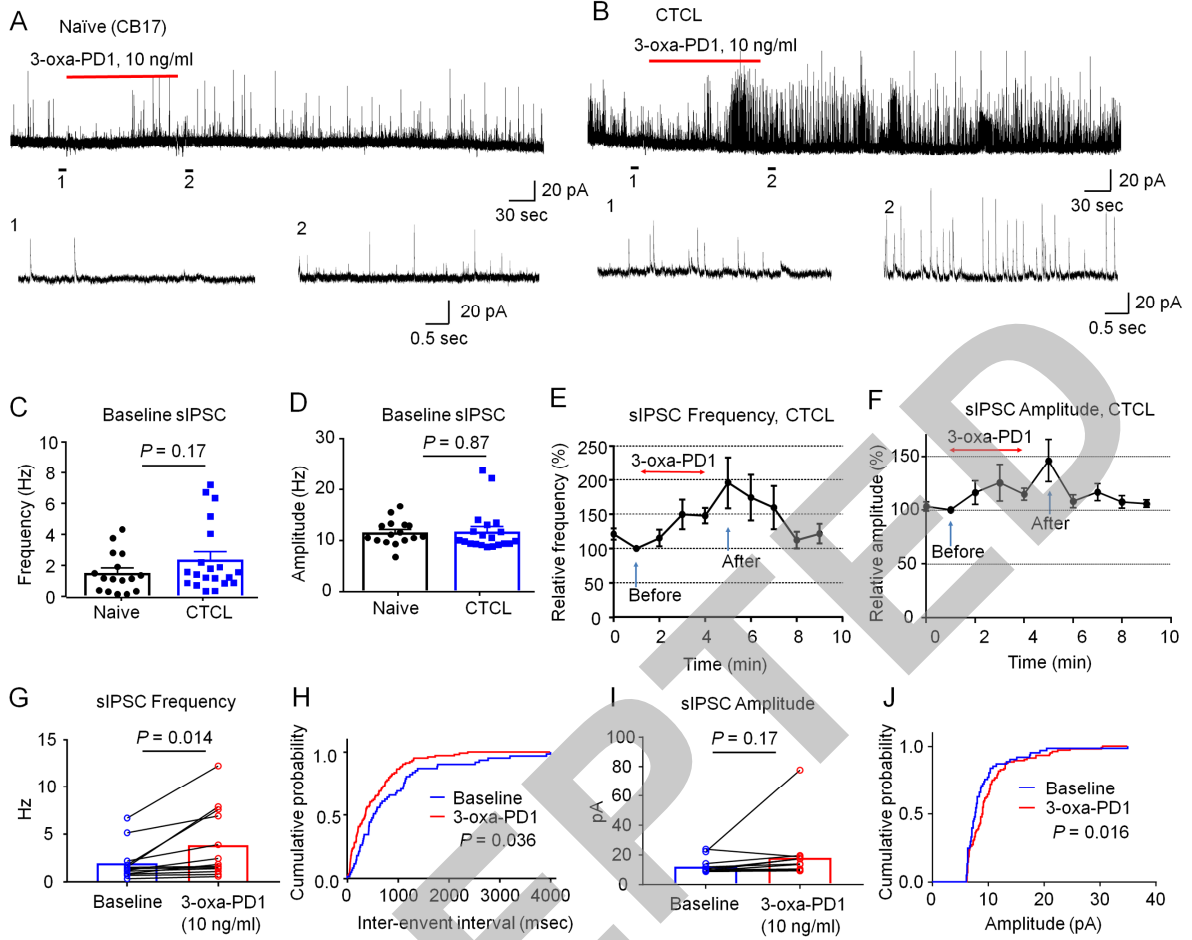 A
Naïve (CB17)
3-oxa-PD1, 10 ng/ml
1
2
20 pA
30 sec
1
2
20 pA
0.5 sec
B
CTCL
3-oxa-PD1, 10 ng/ml
1
2
20 pA
30 sec
1
2
20 pA
0.5 sec
C
Baseline sIPSC
P = 0.17
Frequency (Hz)
10
8
6
4
2
0
Naive
CTCL
D
Baseline sIPSC
P = 0.87
Amplitude (Hz)
30
20
10
0
Naive
CTCL
E
sIPSC Frequency, CTCL
3-oxa-PD1
Relative frequency (%)
250
200
150
100
50
0
Before
After
0 2 4 6 8 10
Time (min)
F
sIPSC Amplitude, CTCL
3-oxa-PD1
Relative amplitude (%)
150
100
50
0
Before
After
0 2 4 6 8 10
Time (min)
G
sIPSC Frequency
P = 0.014
Hz
15
10
5
0
Baseline
3-oxa-PD1
(10 ng/ml)
H
Cumulative probability
1.0
0.5
0.0
Baseline
3-oxa-PD1
P = 0.036
0 1000 2000 3000 4000
Inter-envent interval (msec)
I
sIPSC Amplitude
P = 0.17
pA
100
80
60
40
20
0
Baseline
3-oxa-PD1
(10 ng/ml)
J
Cumulative probability
1.0
0.5
0.0
Baseline
3-oxa-PD1
P = 0.016
0 10 20 30 40
Amplitude (pA)
EPTED